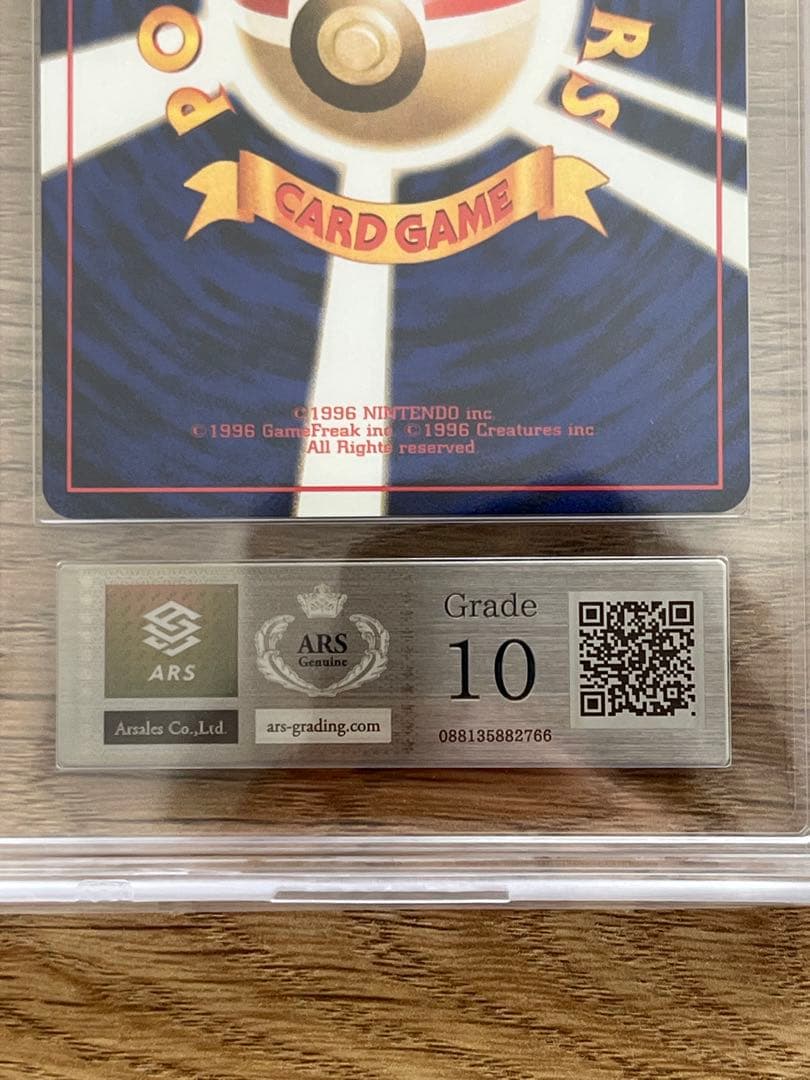 PO
RS
CARD GAME
©1996 NINTENDO inc.
©1996 GameFreak inc. ©1996 Creatures inc
All Rights reserved
ARS
Arsales Co.,Ltd.
ARS
Genuine
ars-grading.com
Grade
10
088135882766